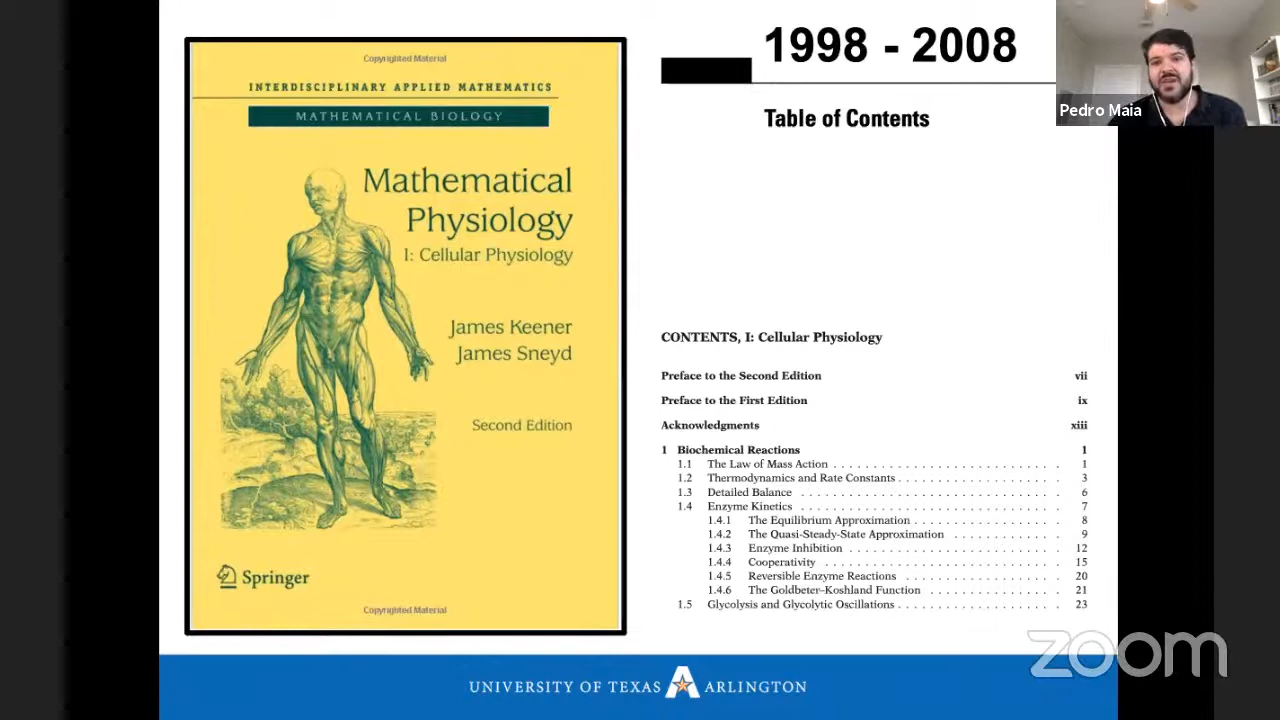 Copyrighted Material
INTERDISCIPLINARY APPLIED MATHEMATICS
MATHEMATICAL BIOLOGY
Mathematical
Physiology
I: Cellular Physiology
James Keener
James Sneyd
Second Edition
Springer
Copyrighted Material
1998 - 2008
Table of Contents
CONTENTS, I: Cellular Physiology
Preface to the Second Edition vii
Preface to the First Edition ix
Acknowledgments xiii
1 Biochemical Reactions 1
1.1 The Law of Mass Action . . . . . . . . . . . . . . . . . . . . . . . . . . . . 1
1.2 Thermodynamics and Rate Constants . . . . . . . . . . . . . . . . . . . . 3
1.3 Detailed Balance . . . . . . . . . . . . . . . . . . . . . . . . . . . . . . . . 6
1.4 Enzyme Kinetics . . . . . . . . . . . . . . . . . . . . . . . . . . . . . . . . 7
1.4.1 The Equilibrium Approximation . . . . . . . . . . . . . . . . . . 8
1.4.2 The Quasi-Steady-State Approximation . . . . . . . . . . . . . 9
1.4.3 Enzyme Inhibition . . . . . . . . . . . . . . . . . . . . . . . . . . 12
1.4.4 Cooperativity . . . . . . . . . . . . . . . . . . . . . . . . . . . . . 15
1.4.5 Reversible Enzyme Reactions . . . . . . . . . . . . . . . . . . . 20
1.4.6 The Goldbeter–Koshland Function . . . . . . . . . . . . . . . . 21
1.5 Glycolysis and Glycolytic Oscillations . . . . . . . . . . . . . . . . . . . . 23
Pedro Maia
zoom
UNIVERSITY OF TEXAS A ARLINGTON